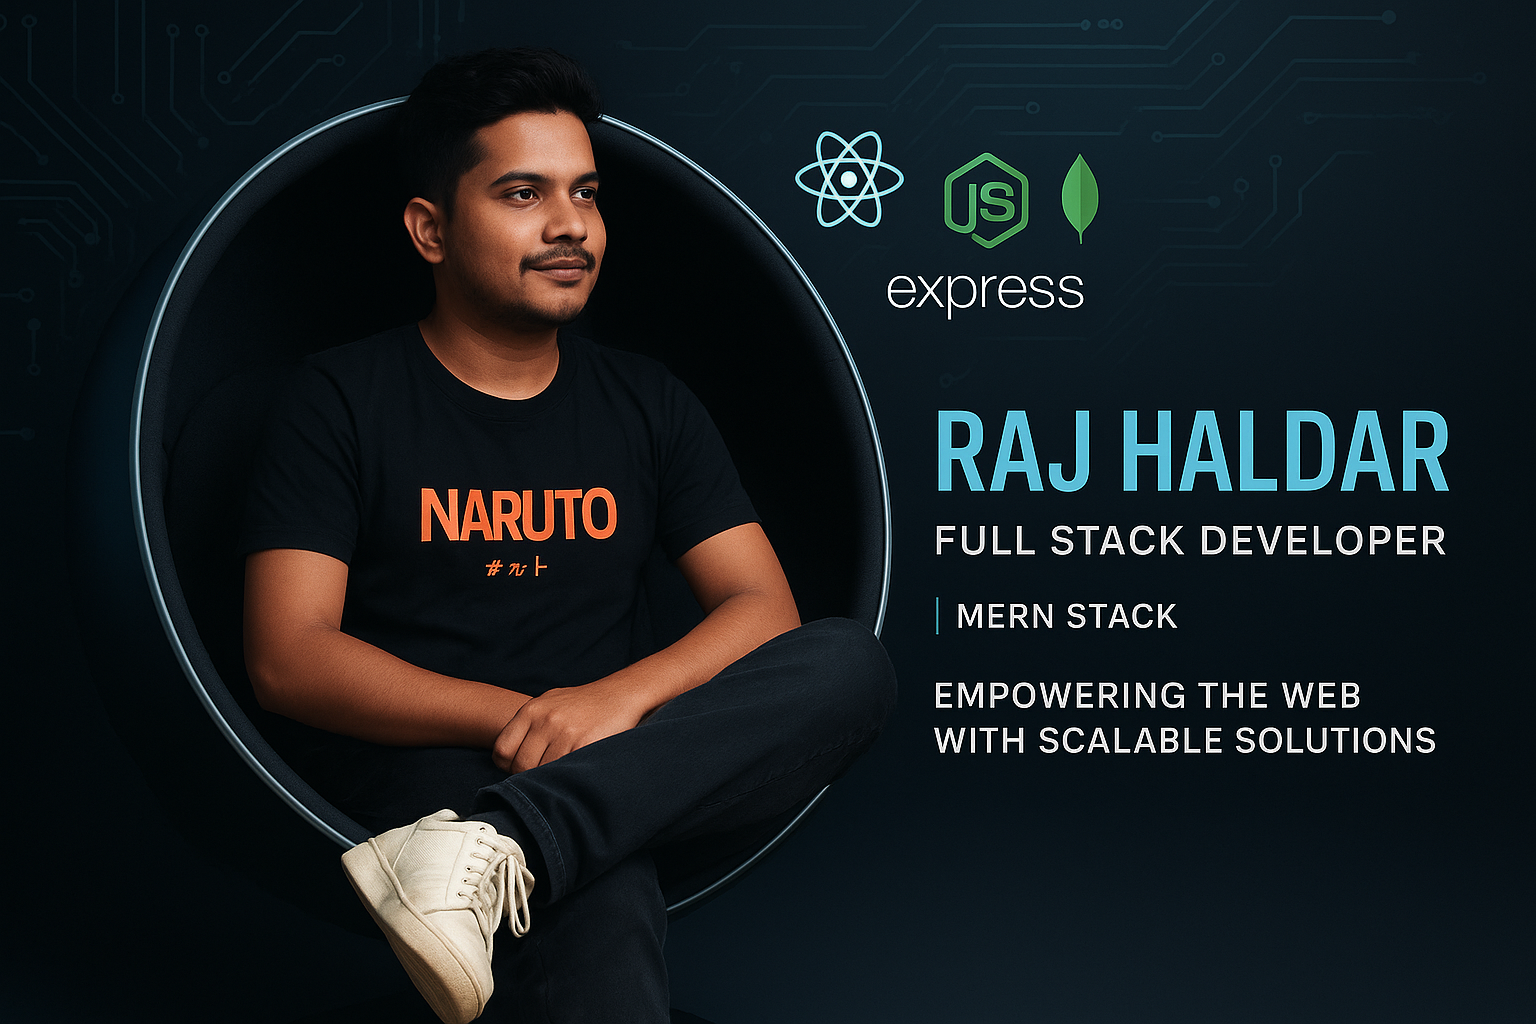 JS
express
RAJ HALDAR
FULL STACK DEVELOPER
MERN STACK
EMPOWERING THE WEB
WITH SCALABLE SOLUTIONS
NARUTO